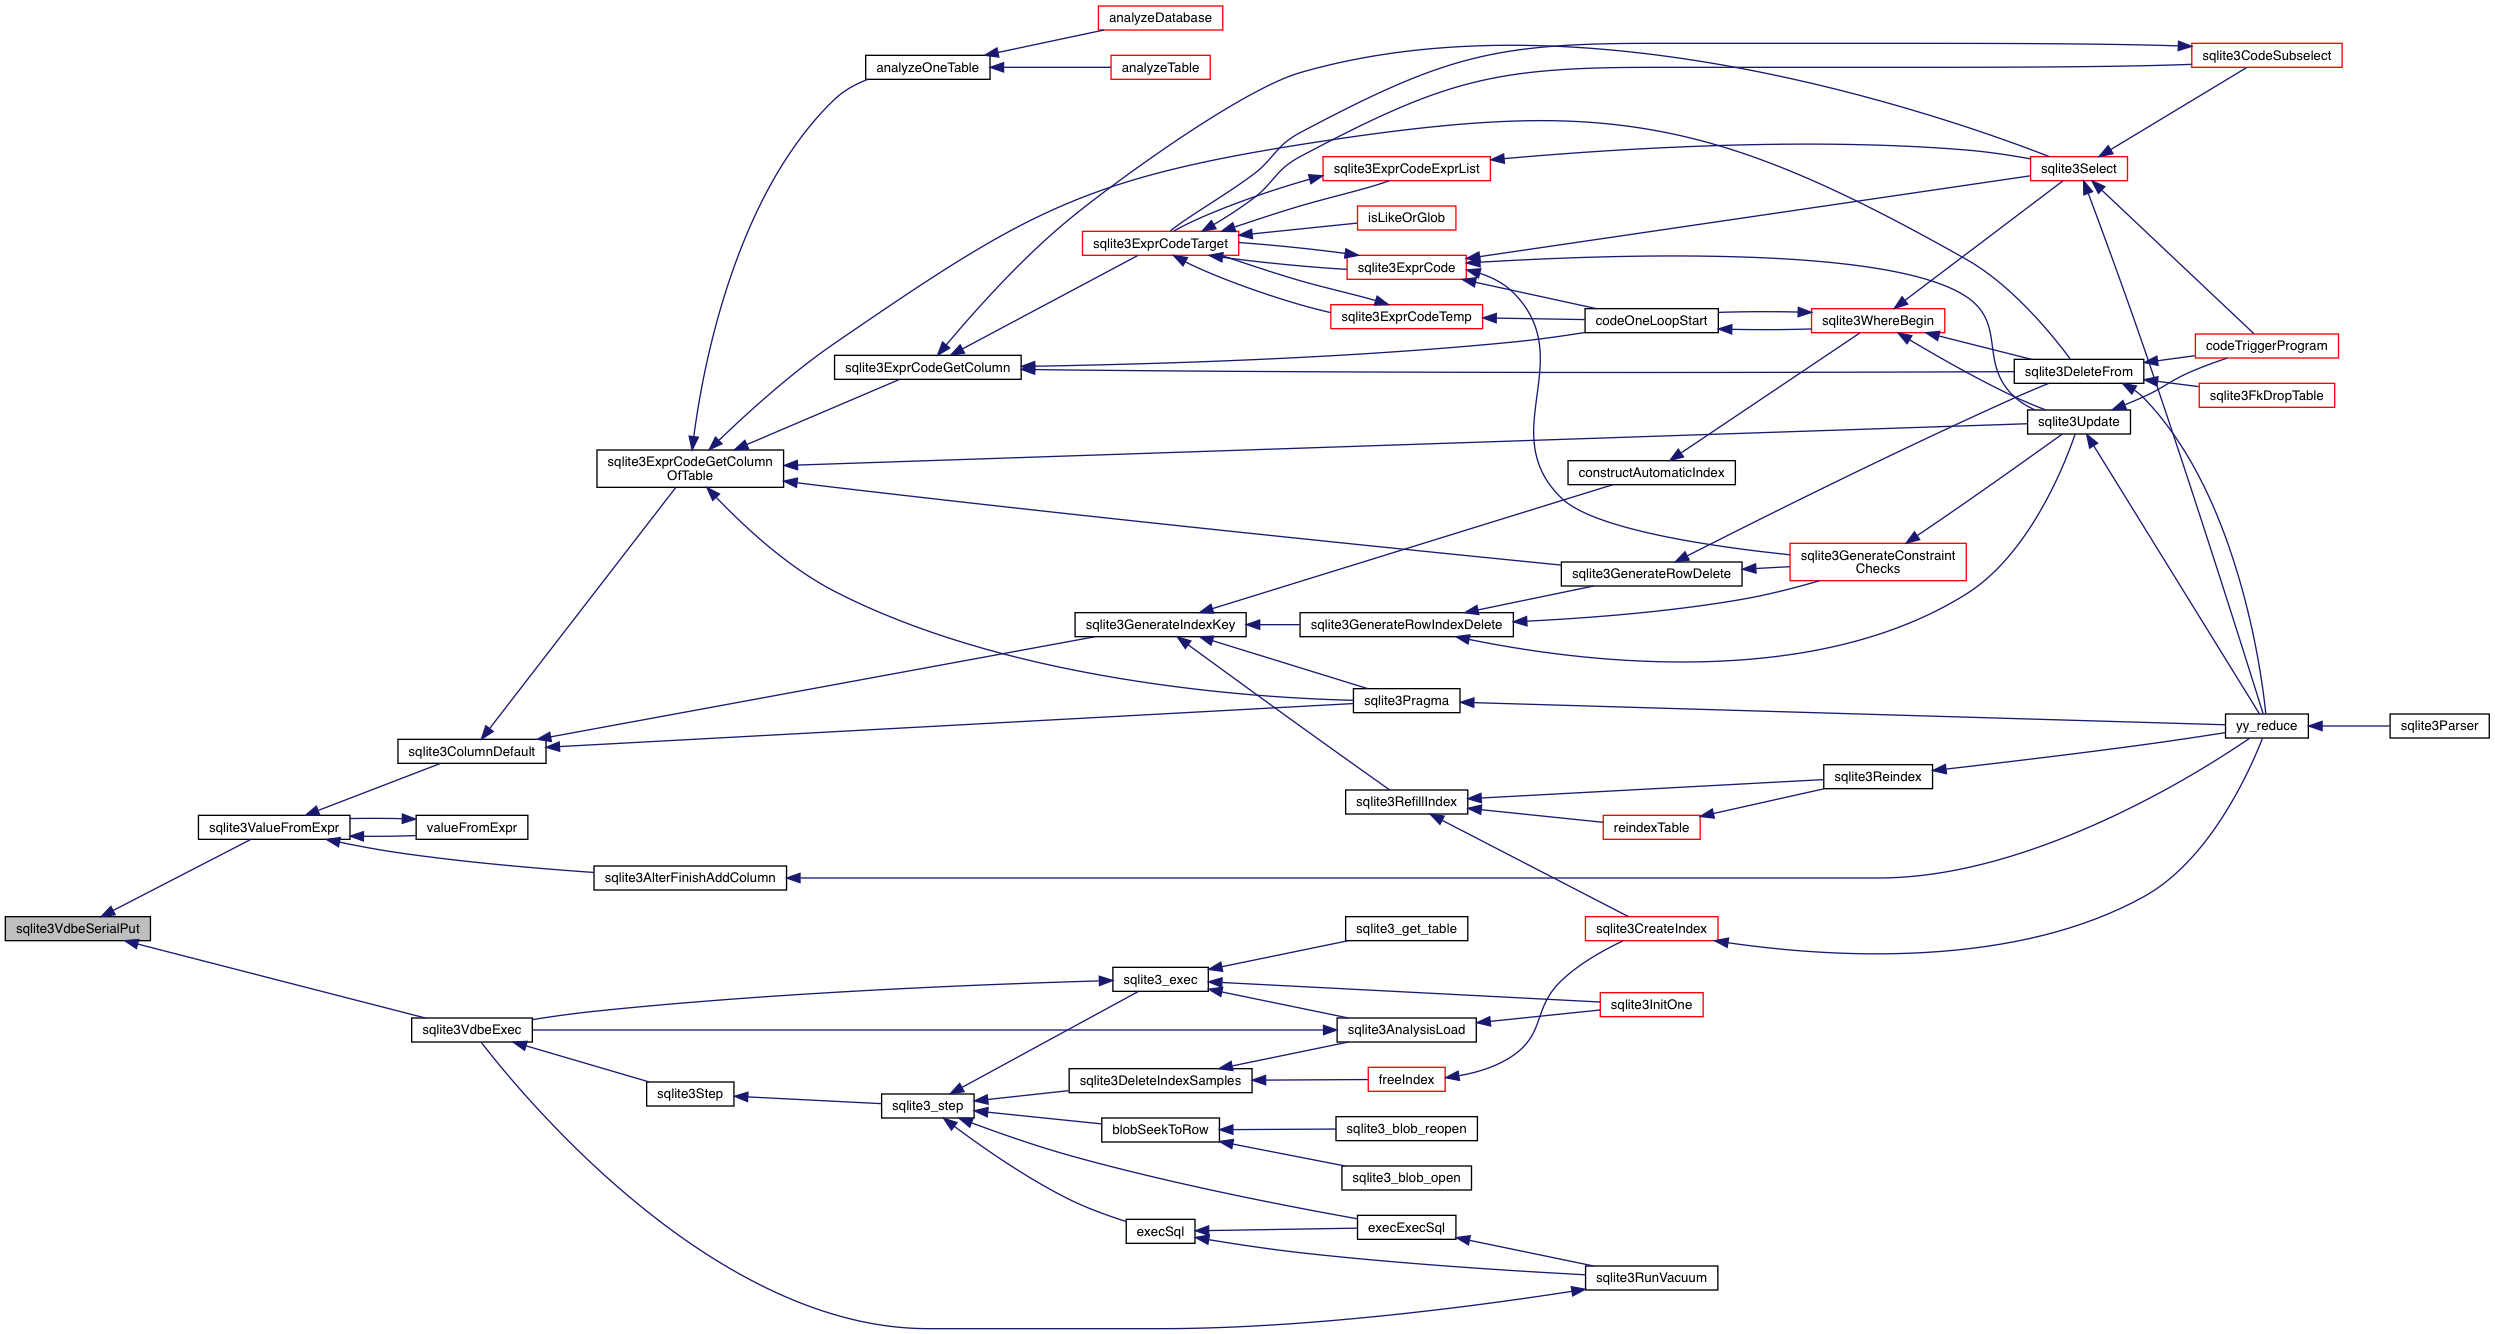 analyzeDatabase
analyzeOneTable
analyzeTable
sqlite3CodeSubselect
sqlite3ExprCodeExprList
sqlite3Select
isLikeOrGlob
sqlite3ExprCodeTarget
sqlite3ExprCode
sqlite3ExprCodeTemp
codeOneLoopStart
sqlite3WhereBegin
codeTriggerProgram
sqlite3ExprCodeGetColumn
sqlite3DeleteFrom
sqlite3FkDropTable
sqlite3Update
sqlite3ExprCodeGetColumn
OfTable
constructAutomaticIndex
sqlite3GenerateConstraint
Checks
sqlite3GenerateRowDelete
sqlite3GenerateIndexKey
sqlite3GenerateRowIndexDelete
sqlite3Pragma
yy_reduce
sqlite3Parser
sqlite3ColumnDefault
sqlite3Reindex
sqlite3RefillIndex
reindexTable
sqlite3ValueFromExpr
valueFromExpr
sqlite3AlterFinishAddColumn
sqlite3VdbeSerialPut
sqlite3_get_table
sqlite3CreateIndex
sqlite3_exec
sqlite3InitOne
sqlite3VdbeExec
sqlite3AnalysisLoad
sqlite3DeleteIndexSamples
freeIndex
sqlite3Step
sqlite3_step
blobSeekToRow
sqlite3_blob_reopen
sqlite3_blob_open
execSql
execExecSql
sqlite3RunVacuum